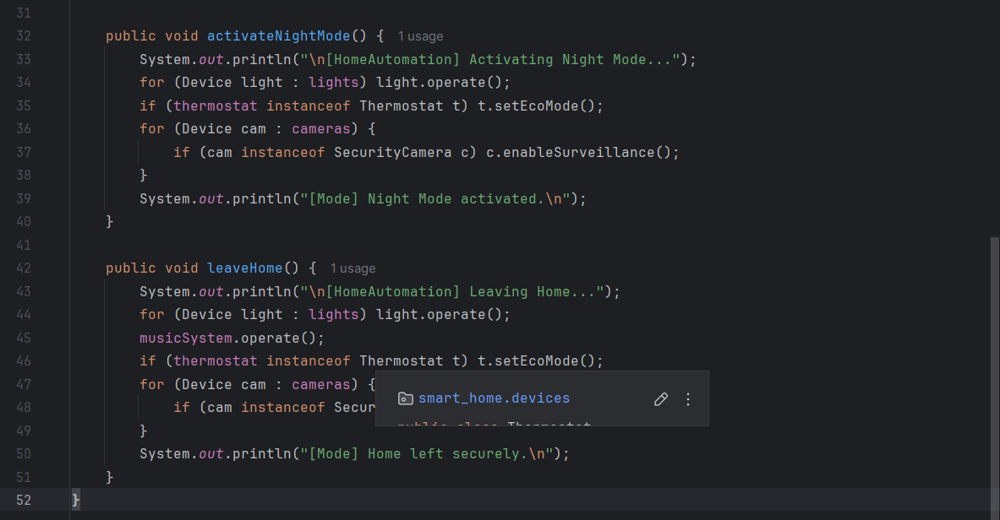 31
32 public void activateNightMode() { 1 usage
33 System.out.println("\n[HomeAutomation] Activating Night Mode...");
34 for (Device light : lights) light.operate();
35 if (thermostat instanceof Thermostat t) t.setEcoMode();
36 for (Device cam : cameras) {
37 if (cam instanceof SecurityCamera c) c.enableSurveillance();
38 }
39 System.out.println("[Mode] Night Mode activated.\n");
40 }
41
42 public void leaveHome() { 1 usage
43 System.out.println("\n[HomeAutomation] Leaving Home...");
44 for (Device light : lights) light.operate();
45 musicSystem.operate();
46 if (thermostat instanceof Thermostat t) t.setEcoMode();
47 for (Device cam : cameras) {
smart_home.devices
48 if (cam instanceof Secur
public class Thermostat
49 }
50 System.out.println("[Mode] Home left securely.\n");
51 }
52 }